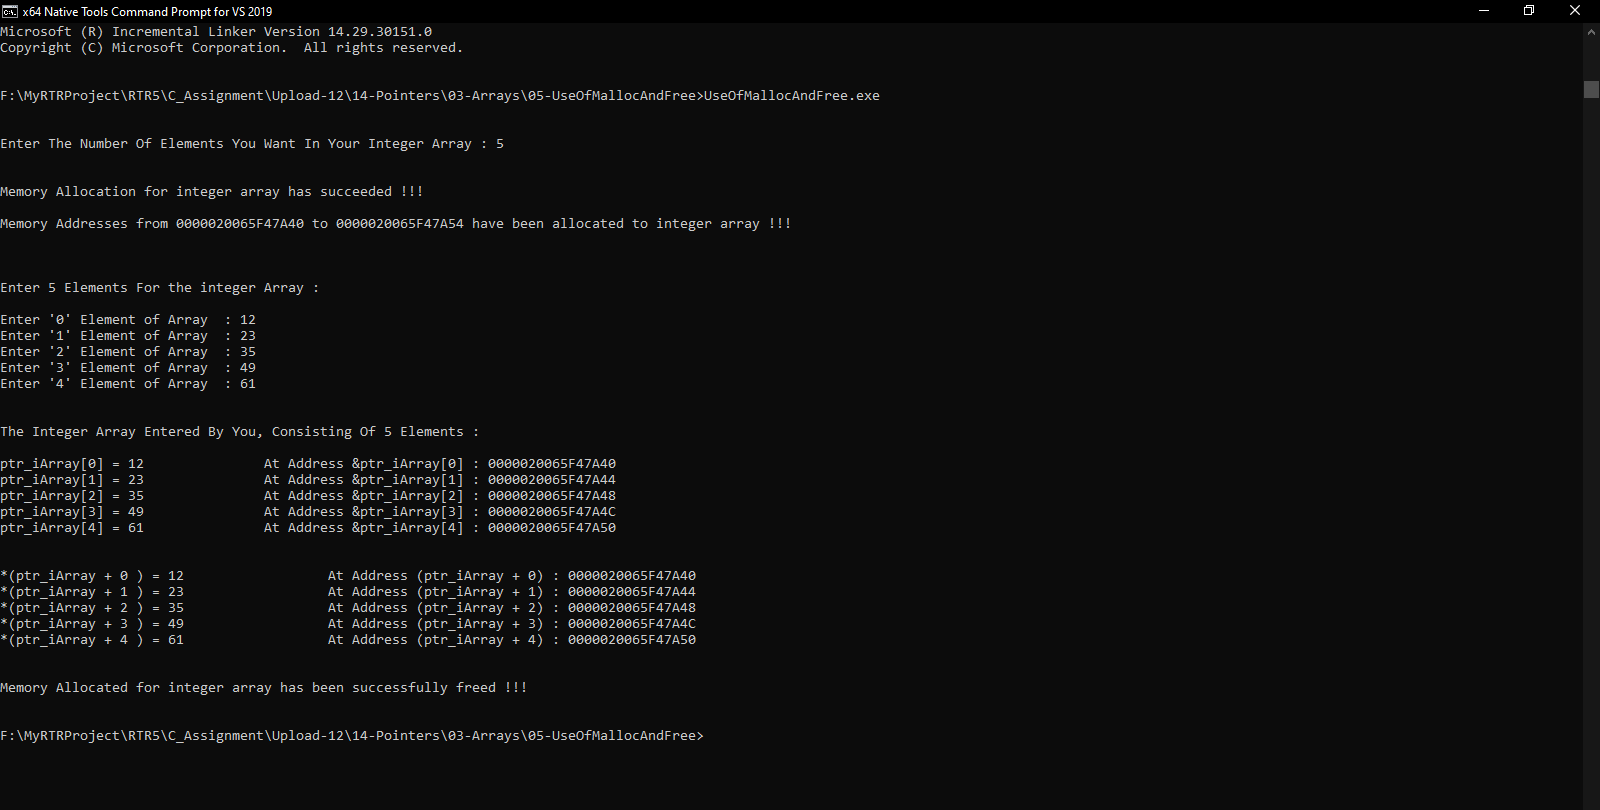 x64 Native Tools Command Prompt for VS 2019
Microsoft (R) Incremental Linker Version 14.29.30151.0
Copyright (C) Microsoft Corporation.  All rights reserved.
F:\MyRTRProject\RTR5\C_Assignment\Upload-12\14-Pointers\03-Arrays\05-UseOfMallocAndFree>UseOfMallocAndFree.exe
Enter The Number Of Elements You Want In Your Integer Array : 5
Memory Allocation for integer array has succeeded !!!
Memory Addresses from 0000020065F47A40 to 0000020065F47A54 have been allocated to integer array !!!
Enter 5 Elements For the integer Array :
Enter '0' Element of Array  : 12
Enter '1' Element of Array  : 23
Enter '2' Element of Array  : 35
Enter '3' Element of Array  : 49
Enter '4' Element of Array  : 61
The Integer Array Entered By You, Consisting Of 5 Elements :
ptr_iArray[0] = 12               At Address &ptr_iArray[0] : 0000020065F47A40
ptr_iArray[1] = 23               At Address &ptr_iArray[1] : 0000020065F47A44
ptr_iArray[2] = 35               At Address &ptr_iArray[2] : 0000020065F47A48
ptr_iArray[3] = 49               At Address &ptr_iArray[3] : 0000020065F47A4C
ptr_iArray[4] = 61               At Address &ptr_iArray[4] : 0000020065F47A50
*(ptr_iArray + 0 ) = 12                  At Address (ptr_iArray + 0) : 0000020065F47A40
*(ptr_iArray + 1 ) = 23                  At Address (ptr_iArray + 1) : 0000020065F47A44
*(ptr_iArray + 2 ) = 35                  At Address (ptr_iArray + 2) : 0000020065F47A48
*(ptr_iArray + 3 ) = 49                  At Address (ptr_iArray + 3) : 0000020065F47A4C
*(ptr_iArray + 4 ) = 61                  At Address (ptr_iArray + 4) : 0000020065F47A50
Memory Allocated for integer array has been successfully freed !!!
F:\MyRTRProject\RTR5\C_Assignment\Upload-12\14-Pointers\03-Arrays\05-UseOfMallocAndFree>